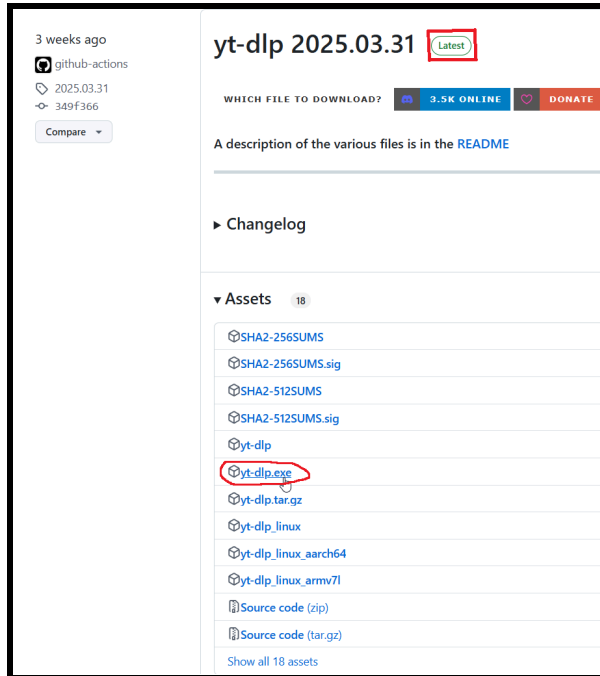 3 weeks ago
github-actions
2025.03.31
349f366
Compare
yt-dlp 2025.03.31 Latest
WHICH FILE TO DOWNLOAD? 3.5K ONLINE DONATE
A description of the various files is in the README
Changelog
Assets 18
SHA2-256SUMS
SHA2-256SUMS.sig
SHA2-512SUMS
SHA2-512SUMS.sig
yt-dlp
yt-dlp.exe
yt-dlp.tar.gz
yt-dlp_linux
yt-dlp_linux_aarch64
yt-dlp_linux_armv7l
Source code (zip)
Source code (tar.gz)
Show all 18 assets